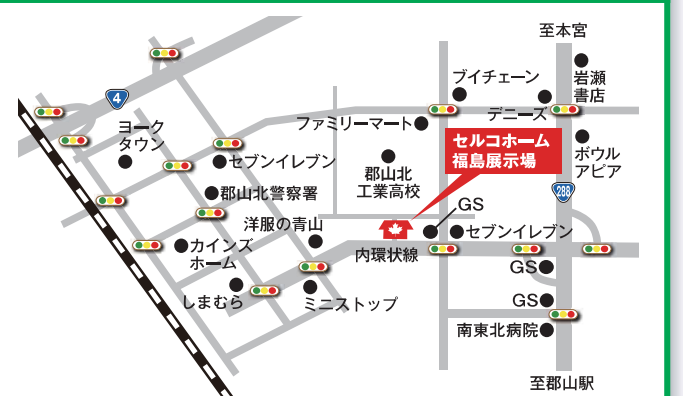 至本宮
ブイチェーン
岩瀬
書店
デニーズ
4
ヨーク
タウン
ファミリーマート
セルコホーム
福島展示場
ボウル
アピア
セブンイレブン
郡山北
工業高校
郡山北警察署
288
GS
洋服の青山
セブンイレブン
カインズ
ホーム
内環状線
GS
しまむら
ミニストップ
GS
南東北病院
至郡山駅